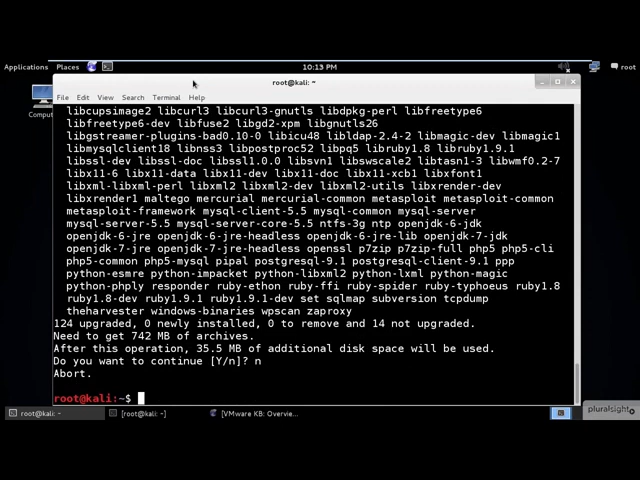 Applications Places 10:13 PM root
Comput
root@kali: ~
File Edit View Search Terminal Help
libcupsimage2 libcurl3 libcurl3-gnutls libdpkg-perl libfreetype6
libfreetype6-dev libfuse2 libgd2-xpm libgnutls26
libgstreamer-plugins-bad0.10-0 libicu48 libldap-2.4-2 libmagic-dev libmagic1
libmysqlclient18 libnss3 libpostproc52 libpq5 libruby1.8 libruby1.9.1
libssl-dev libssl-doc libssl1.0.0 libsvn1 libswscale2 libtasn1-3 libwmf0.2-7
libx11-6 libx11-data libx11-dev libx11-doc libx11-xcb1 libxfont1
libxml-libxml-perl libxml2 libxml2-dev libxml2-utils libxrender-dev
libxrender1 maltego mercurial mercurial-common metasploit metasploit-common
metasploit-framework mysql-client-5.5 mysql-common mysql-server
mysql-server-5.5 mysql-server-core-5.5 ntfs-3g ntp openjdk-6-jdk
openjdk-6-jre openjdk-6-jre-headless openjdk-6-jre-lib openjdk-7-jdk
openjdk-7-jre openjdk-7-jre-headless openssl p7zip p7zip-full php5 php5-cli
php5-common php5-mysql pipal postgresql-9.1 postgresql-client-9.1 ppp
python-esmre python-impacket python-libxml2 python-lxml python-magic
python-phply responder ruby-ethon ruby-ffi ruby-spider ruby-typhoeus ruby1.8
ruby1.8-dev ruby1.9.1 ruby1.9.1-dev set sqlmap subversion tcpdump
theharvester windows-binaries wpscan zaproxy
124 upgraded, 0 newly installed, 0 to remove and 14 not upgraded.
Need to get 742 MB of archives.
After this operation, 35.5 MB of additional disk space will be used.
Do you want to continue [Y/n]? n
Abort.
root@kali:~$
root@kali: ~ [root@kali: ~] [VMware KB: Overvie...
pluralsight